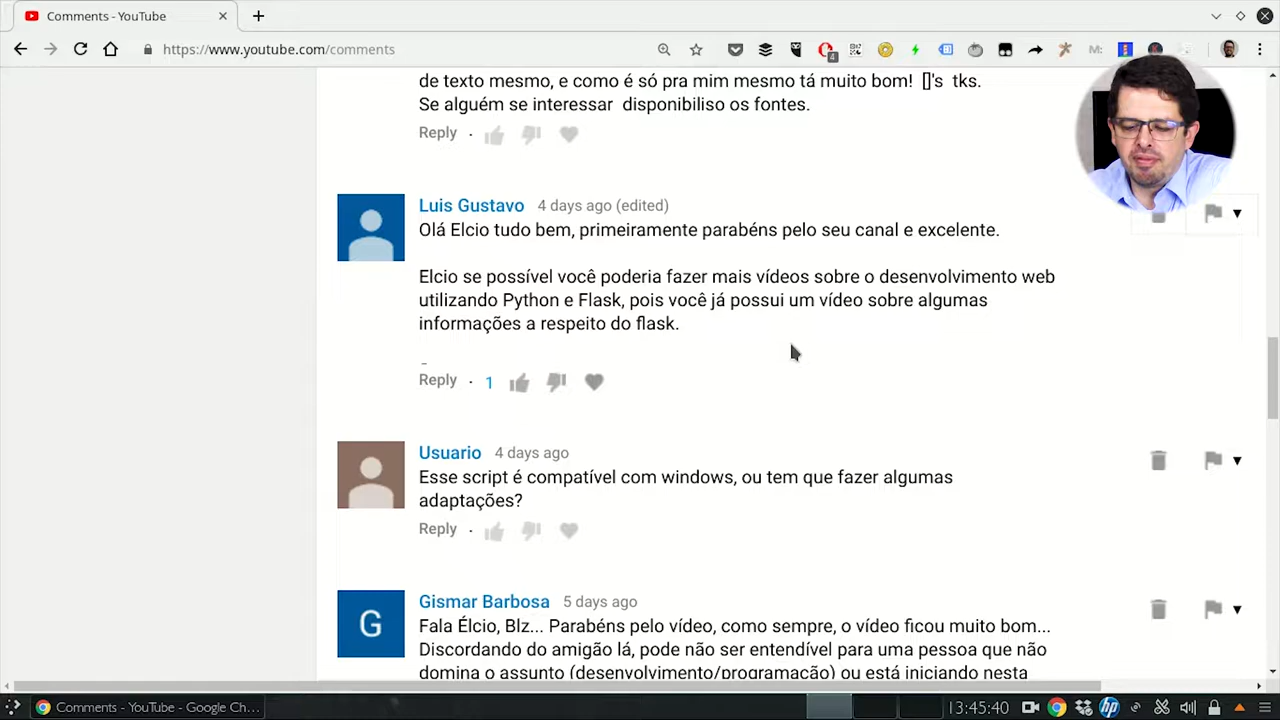 Comments - YouTube
https://www.youtube.com/comments
4
M:
de texto mesmo, e como é só pra mim mesmo tá muito bom! []'s tks.
Se alguém se interessar disponibiliso os fontes.
Reply
Luis Gustavo 4 days ago (edited)
Olá Elcio tudo bem, primeiramente parabéns pelo seu canal e excelente.
Elcio se possível você poderia fazer mais vídeos sobre o desenvolvimento web
utilizando Python e Flask, pois você já possui um vídeo sobre algumas
informações a respeito do flask.
Reply · 1
Usuario 4 days ago
Esse script é compatível com windows, ou tem que fazer algumas
adaptações?
Reply
G
Gismar Barbosa 5 days ago
Fala Élcio, Blz... Parabéns pelo vídeo, como sempre, o vídeo ficou muito bom...
Discordando do amigão lá, pode não ser entendível para uma pessoa que não
domina o assunto (desenvolvimento/programação) ou está iniciando nesta
Comments - YouTube - Google Ch...
13:45:40
hp